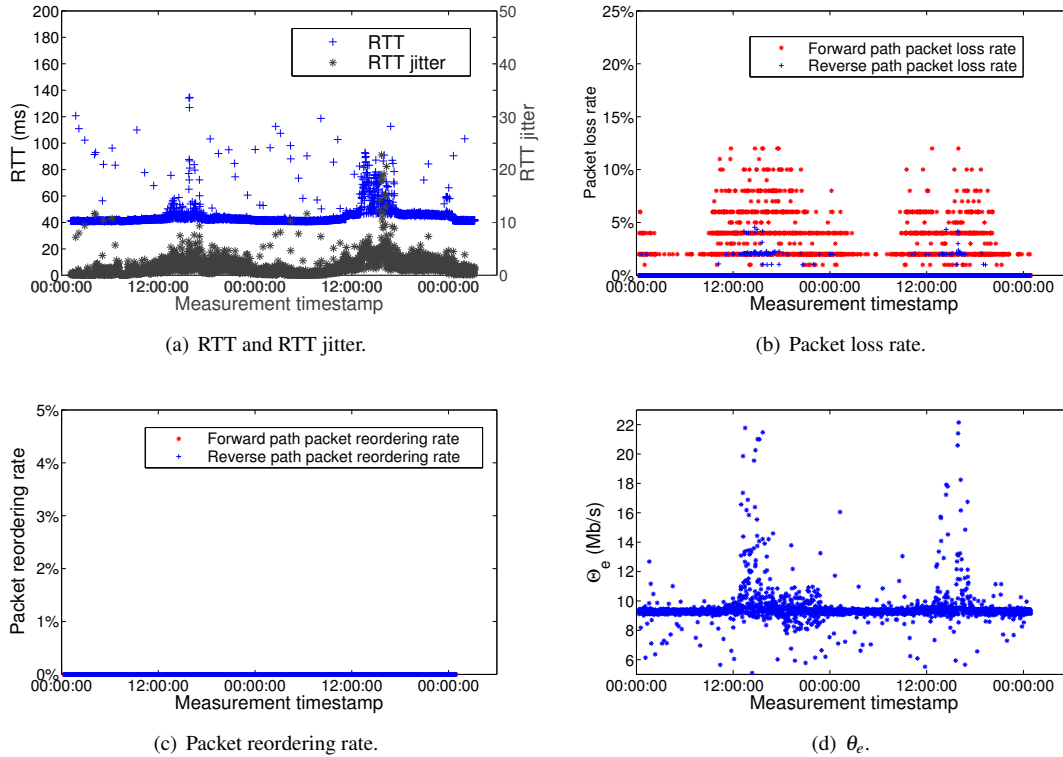 200
180
160
140
120
100
80
60
40
20
0
RTT (ms)
50
40
30
20
10
0
RTT jitter
RTT
RTT jitter
00:00:00 12:00:00 00:00:00 12:00:00 00:00:00
Measurement timestamp
(a) RTT and RTT jitter.
25%
20%
15%
10%
5%
0%
Packet loss rate
Forward path packet loss rate
Reverse path packet loss rate
00:00:00 12:00:00 00:00:00 12:00:00 00:00:00
Measurement timestamp
(b) Packet loss rate.
5%
4%
3%
2%
1%
0%
Packet reordering rate
Forward path packet reordering rate
Reverse path packet reordering rate
00:00:00 12:00:00 00:00:00 12:00:00 00:00:00
Measurement timestamp
(c) Packet reordering rate.
22
20
18
16
14
12
10
8
6
Θ_e (Mb/s)
00:00:00 12:00:00 00:00:00 12:00:00 00:00:00
Measurement timestamp
(d) θe.